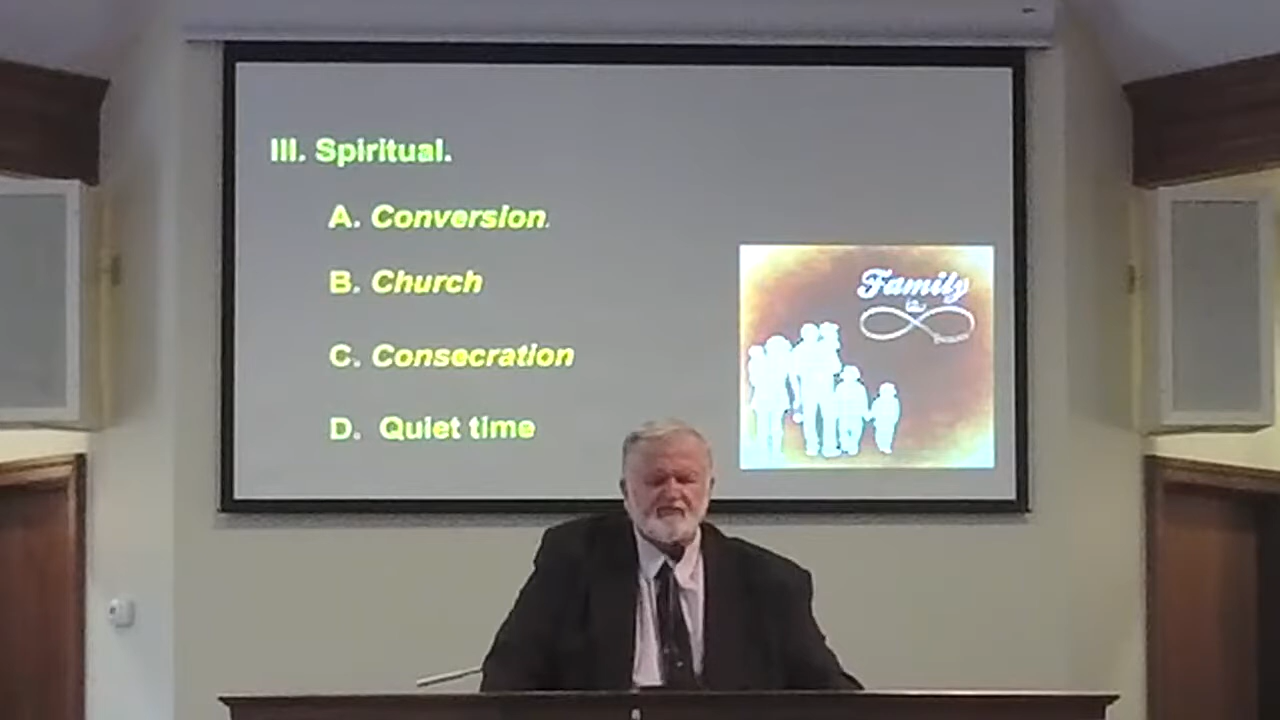 III. Spiritual.
A. Conversion.
B. Church
C. Consecration
D. Quiet time
Family